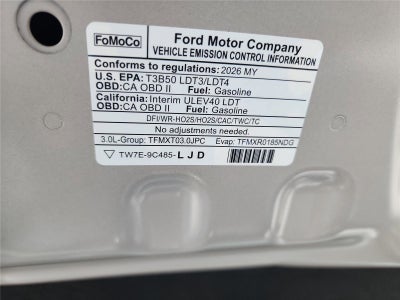 FoMoCo
Ford Motor Company
VEHICLE EMISSION CONTROL INFORMATION
Conforms to regulations: 2026 MY
U.S. EPA: T3B50 LDT3/LDT4
OBD:CA OBD II Fuel: Gasoline
California: Interim ULEV40 LDT
OBD:CA OBD II Fuel: Gasoline
DFI/WR-HO2S/HO2S/CAC/TWC/TC
No adjustments needed.
3.0L-Group: TFMXT03.0JPC Evap: TFMXR0185NDG
TW7E-9C485-LJD